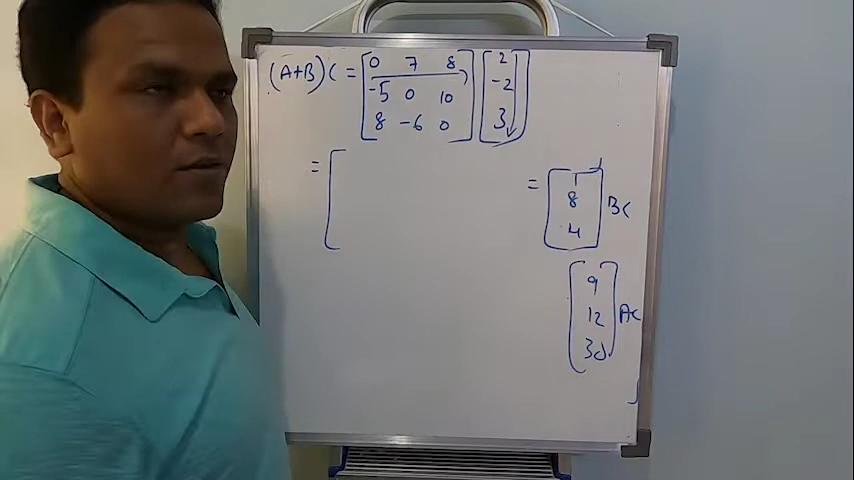 (A+B)C = [0 7 8] [2]
-5 0 10 -2
8 -6 0 3
= [ = [1
8 BC
4]
[9
12 AC
30]